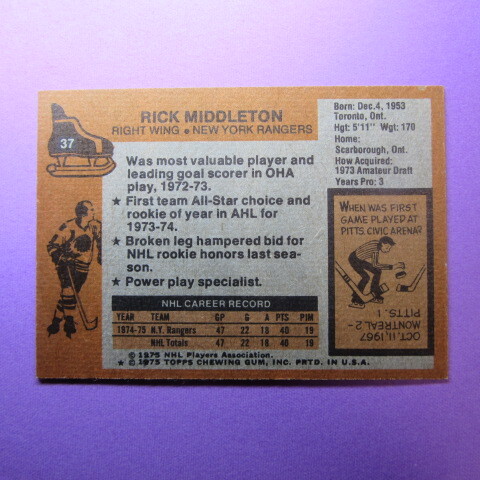 37
RICK MIDDLETON
RIGHT WING • NEW YORK RANGERS
Was most valuable player and
leading goal scorer in OHA
play, 1972-73.
★ First team All-Star choice and
rookie of year in AHL for
1973-74.
★ Broken leg hampered bid for
NHL rookie honors last sea-
son.
★ Power play specialist.
NHL CAREER RECORD
YEAR TEAM GP G A PTS PIM
1974-75 N.Y. Rangers 47 22 18 40 19
NHL Totals 47 22 18 40 19
© 1975 NHL Players Association.
★ © 1975 TOPPS CHEWING GUM, INC. PRTD. IN U.S.A.
Born: Dec. 4, 1953
Toronto, Ont.
Hgt: 5'11" Wgt: 170
Home:
Scarborough, Ont.
How Acquired:
1973 Amateur Draft
Years Pro: 3
WHEN WAS FIRST
GAME PLAYED AT
PITTS CIVIC ARENA?
OCT. 11, 1967
MONTREAL 2-
PITTS. 1